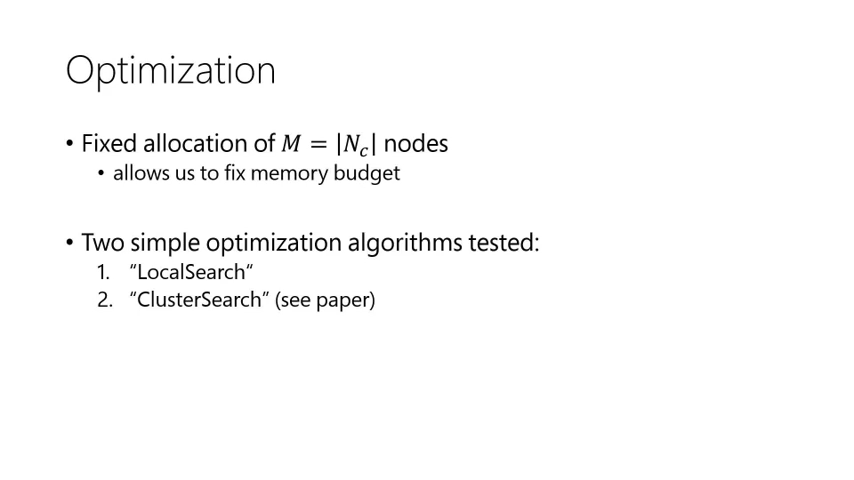 Optimization
• Fixed allocation of 𝑀 = |𝑁𝑐| nodes
• allows us to fix memory budget
• Two simple optimization algorithms tested:
1. “LocalSearch”
2. “ClusterSearch” (see paper)